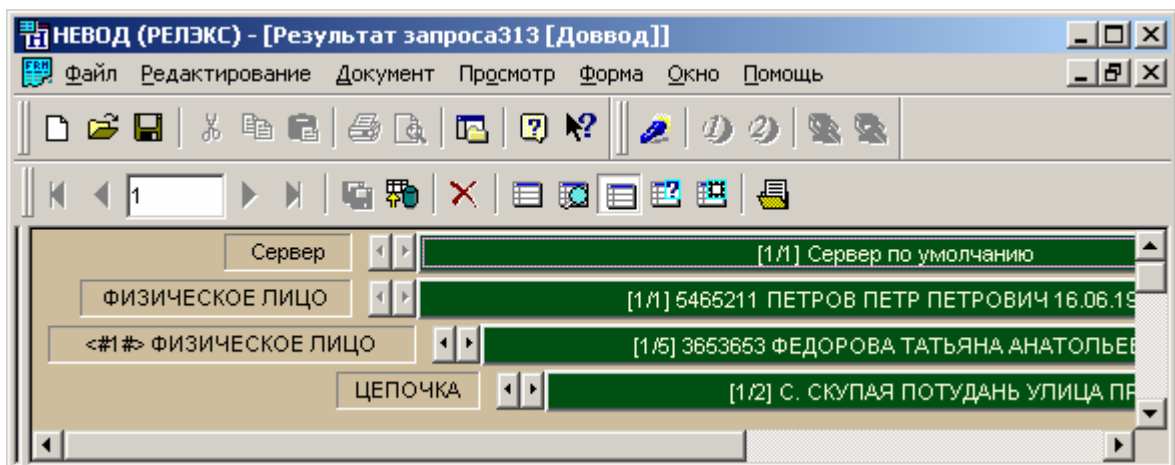 НЕВОД (РЕЛЭКС) - [Результат запроса313 [Доввод]]
Файл Редактирование Документ Просмотр Форма Окно Помощь
1
Сервер [1/1] Сервер по умолчанию
ФИЗИЧЕСКОЕ ЛИЦО [1/1] 5465211 ПЕТРОВ ПЕТР ПЕТРОВИЧ 16.06.19
<#1#> ФИЗИЧЕСКОЕ ЛИЦО [1/5] 3653653 ФЕДОРОВА ТАТЬЯНА АНАТОЛЬЕВ
ЦЕПОЧКА [1/2] С. СКУПАЯ ПОТУДАНЬ УЛИЦА ПР